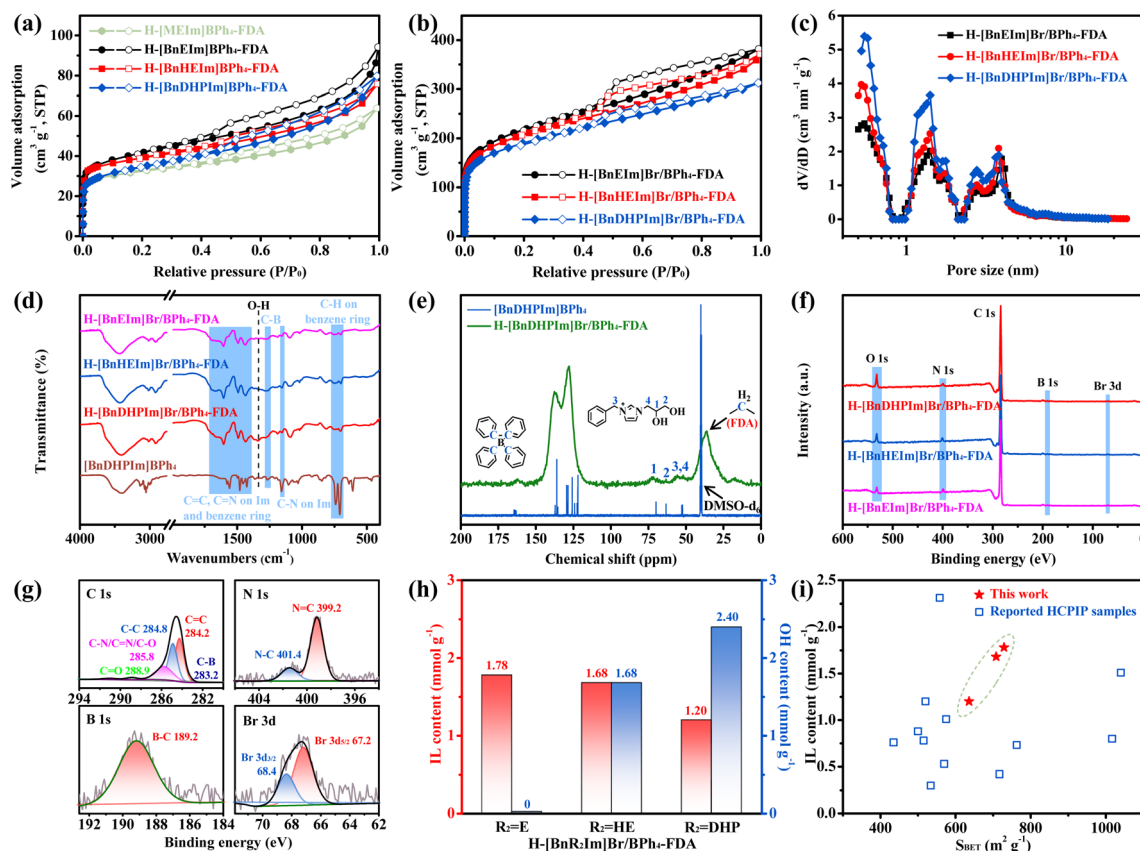 (a)
H-[MEIm]BPh₄-FDA
H-[BnEIm]BPh₄-FDA
H-[BnHEIm]BPh₄-FDA
H-[BnDHPIm]BPh₄-FDA
Volume adsorption
(cm³ g⁻¹, STP)
100
80
60
40
20
0
0.0 0.2 0.4 0.6 0.8 1.0
Relative pressure (P/P₀)
(b)
H-[BnEIm]Br/BPh₄-FDA
H-[BnHEIm]Br/BPh₄-FDA
H-[BnDHPIm]Br/BPh₄-FDA
Volume adsorption
(cm³ g⁻¹, STP)
400
300
200
100
0
0.0 0.2 0.4 0.6 0.8 1.0
Relative pressure (P/P₀)
(c)
H-[BnEIm]Br/BPh₄-FDA
H-[BnHEIm]Br/BPh₄-FDA
H-[BnDHPIm]Br/BPh₄-FDA
dV/dD (cm³ nm⁻¹ g⁻¹)
6
5
4
3
2
1
0
1 10
Pore size (nm)
(d)
O-H
C-B
C-H on
benzene ring
H-[BnEIm]Br/BPh₄-FDA
H-[BnHEIm]Br/BPh₄-FDA
H-[BnDHPIm]Br/BPh₄-FDA
[BnDHPIm]BPh₄
C=C, C=N on Im
and benzene ring
C-N on Im
Transmittance (%)
4000 3000 2000 1500 1000 500
Wavenumbers (cm⁻¹
(e)
[BnDHPIm]BPh₄
H-[BnDHPIm]Br/BPh₄-FDA
C
C-B-C
C
3 4 1 2
N N OH
OH
H₂
C
(FDA)
1 2 3,4
DMSO-d₆
200 175 150 125 100 75 50 25 0
Chemical shift (ppm)
(f)
C 1s
O 1s
N 1s
B 1s
Br 3d
H-[BnDHPIm]Br/BPh₄-FDA
H-[BnHEIm]Br/BPh₄-FDA
H-[BnEIm]Br/BPh₄-FDA
Intensity (a.u.)
600 500 400 300 200 100 0
Binding energy (eV)
(g)
C 1s
C=C
284.2
C-C 284.8
C-N/C=N/C-O
285.8
C=O 288.9
C-B
283.2
294 291 288 286 284 282 280
N 1s
N=C 399.2
N-C 401.4
404 400 396
B 1s
B-C 189.2
192 190 188 186 184
Br 3d
Br 3d₅/₂ 67.2
Br 3d₃/₂
68.4
70 68 66 64 62
Binding energy (eV)
(h)
IL content (mmol g⁻¹)
3
2
1
0
1.78
0
1.68 1.68
1.20
2.40
R₂=E R₂=HE R₂=DHP
H-[BnR₂Im]Br/BPh₄-FDA
OH content (mmol g⁻¹)
3
2
1
0
(i)
This work
Reported HCPIP samples
IL content (mmol g⁻¹)
2.5
2.0
1.5
1.0
0.5
0.0
400 600 800 1000
S_BET (m² g⁻¹)